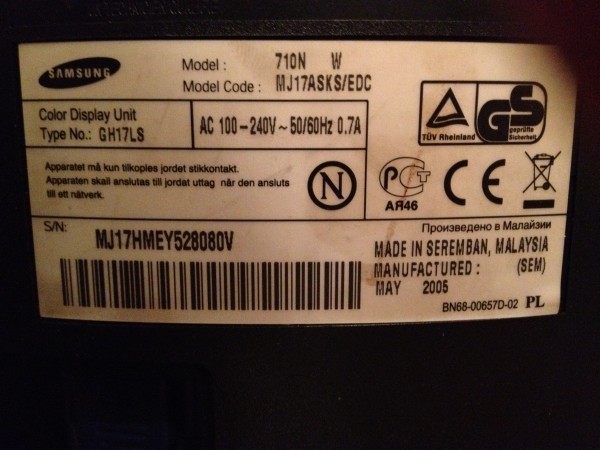 SAMSUNG
Model : 710N W
Model Code : MJ17ASKS/EDC
Color Display Unit
Type No.: GH17LS
AC 100-240V~ 50/60Hz 0.7A
TÜV Rheinland
GS
geprüfte
Sicherheit
Apparatet må kun tilkoples jordet stikkontakt.
Apparaten skall anslutas till jordat uttag när den ansluts
till ett nätverk.
N
PCT
АЯ46
CE
S/N:
MJ17HMEY528080V
Произведено в Малайзии
MADE IN SEREMBAN, MALAYSIA
MANUFACTURED : (SEM)
MAY 2005
BN68-00657D-02 PL